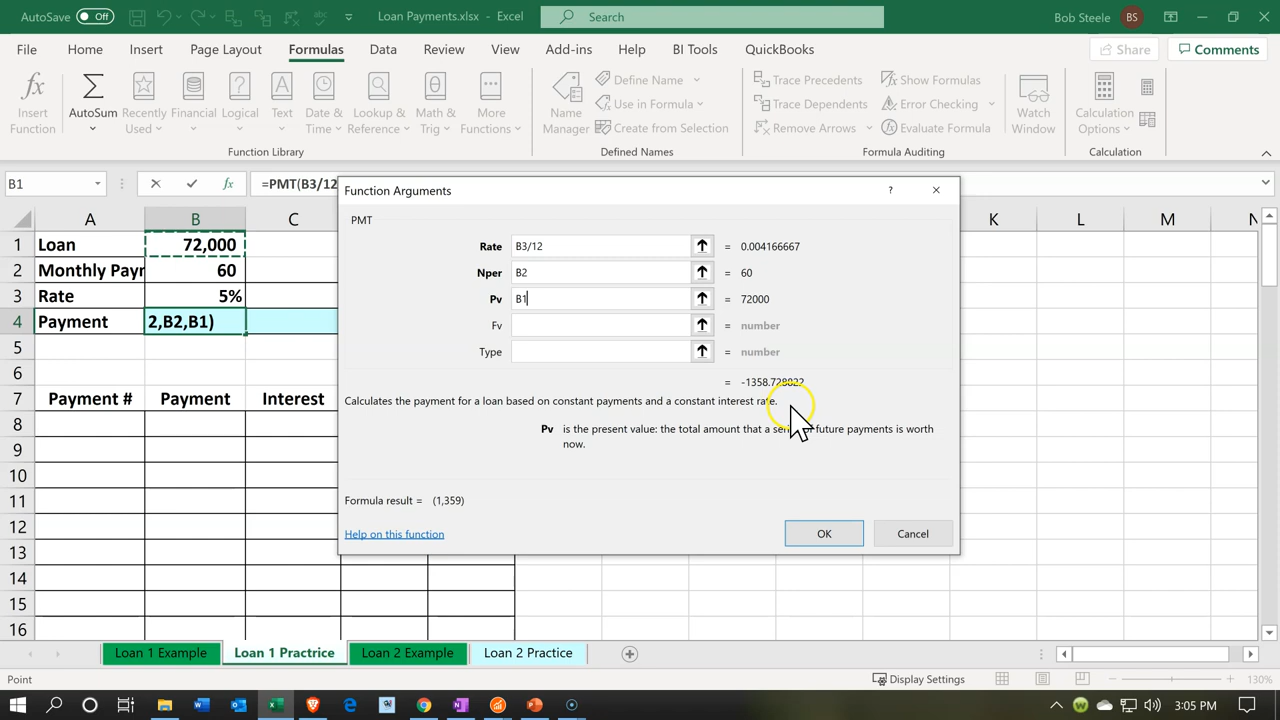 AutoSave Off Loan Payments.xlsx - Excel Search Bob Steele BS
File Home Insert Page Layout Formulas Data Review View Add-ins Help BI Tools QuickBooks Share Comments
Insert Function AutoSum Recently Used Financial Logical Text Date & Time Lookup & Reference Math & Trig More Functions Name Manager Define Name Use in Formula Create from Selection Trace Precedents Trace Dependents Remove Arrows Show Formulas Error Checking Evaluate Formula Watch Window Calculation Options
Function Library Defined Names Formula Auditing Calculation
B1 fx =PMT(B3/12
Function Arguments ?
A B C K L M N
PMT
1 Loan 72,000
Rate B3/12 = 0.004166667
2 Monthly Payr 60
Nper B2 = 60
3 Rate 5%
Pv B1 = 72000
4 Payment 2,B2,B1)
Fv = number
5
Type = number
6
= -1358.728822
7 Payment # Payment Interest
Calculates the payment for a loan based on constant payments and a constant interest rate.
8
Pv is the present value: the total amount that a future payments is worth
now.
9
10
11
Formula result = (1,359)
12
Help on this function OK Cancel
13
14
15
16
Loan 1 Example Loan 1 Practrice Loan 2 Example Loan 2 Practice
Point Display Settings 130%
3:05 PM